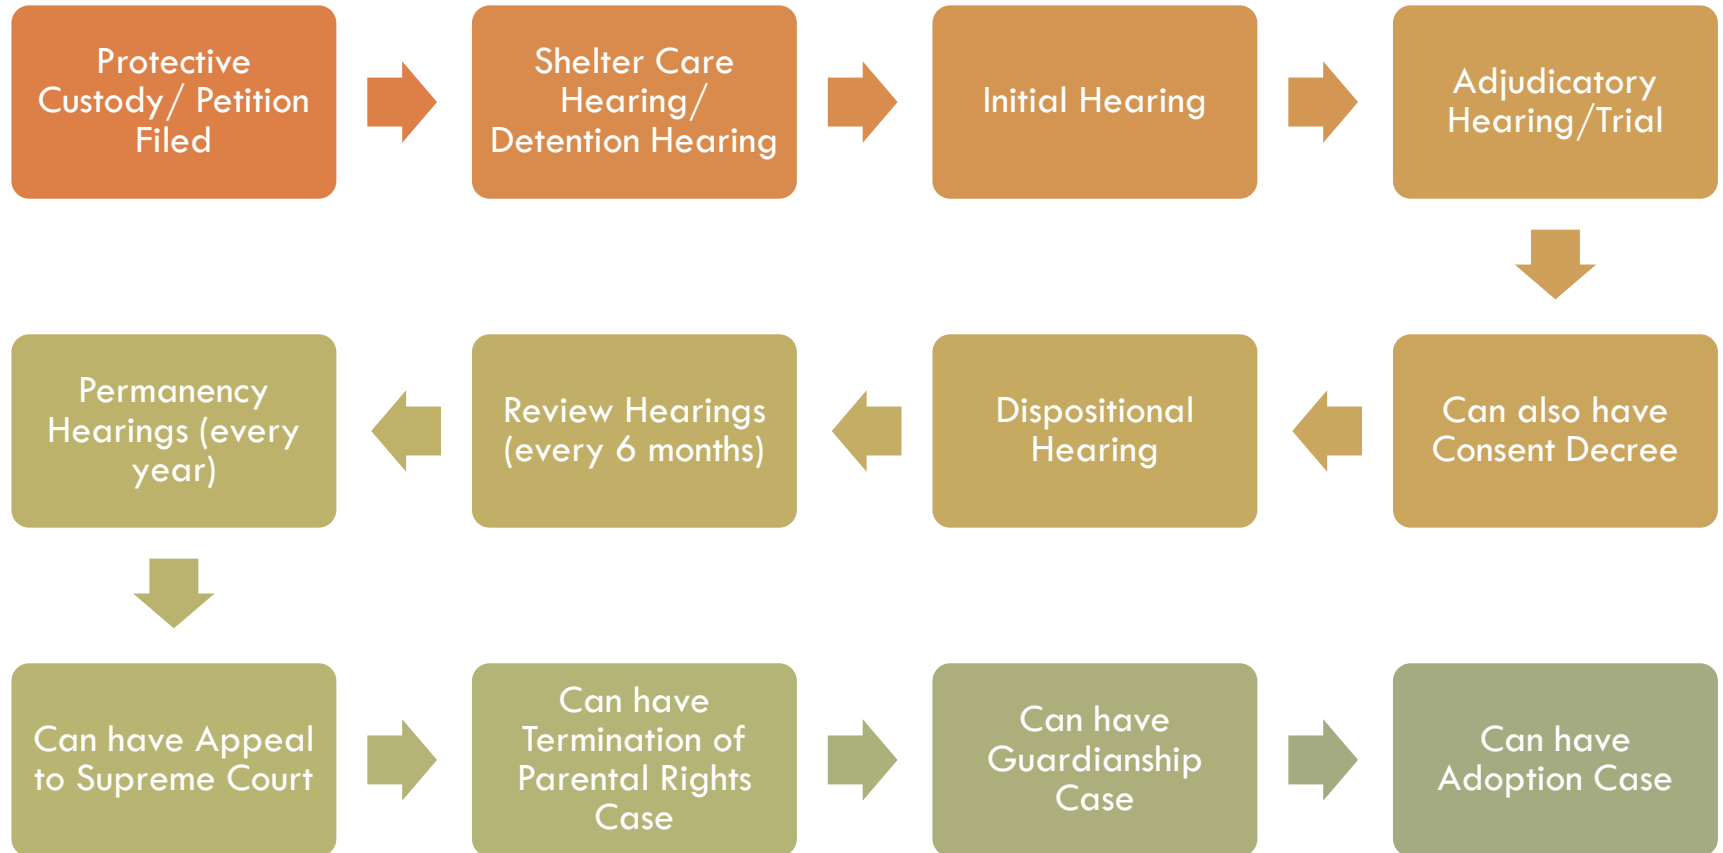 Protective
Custody/ Petition
Filed
Shelter Care
Hearing/
Detention Hearing
Initial Hearing
Adjudicatory
Hearing/Trial
Can also have
Consent Decree
Dispositional
Hearing
Review Hearings
(every 6 months)
Permanency
Hearings (every
year)
Can have Appeal
to Supreme Court
Can have
Termination of
Parental Rights
Case
Can have
Guardianship
Case
Can have
Adoption Case